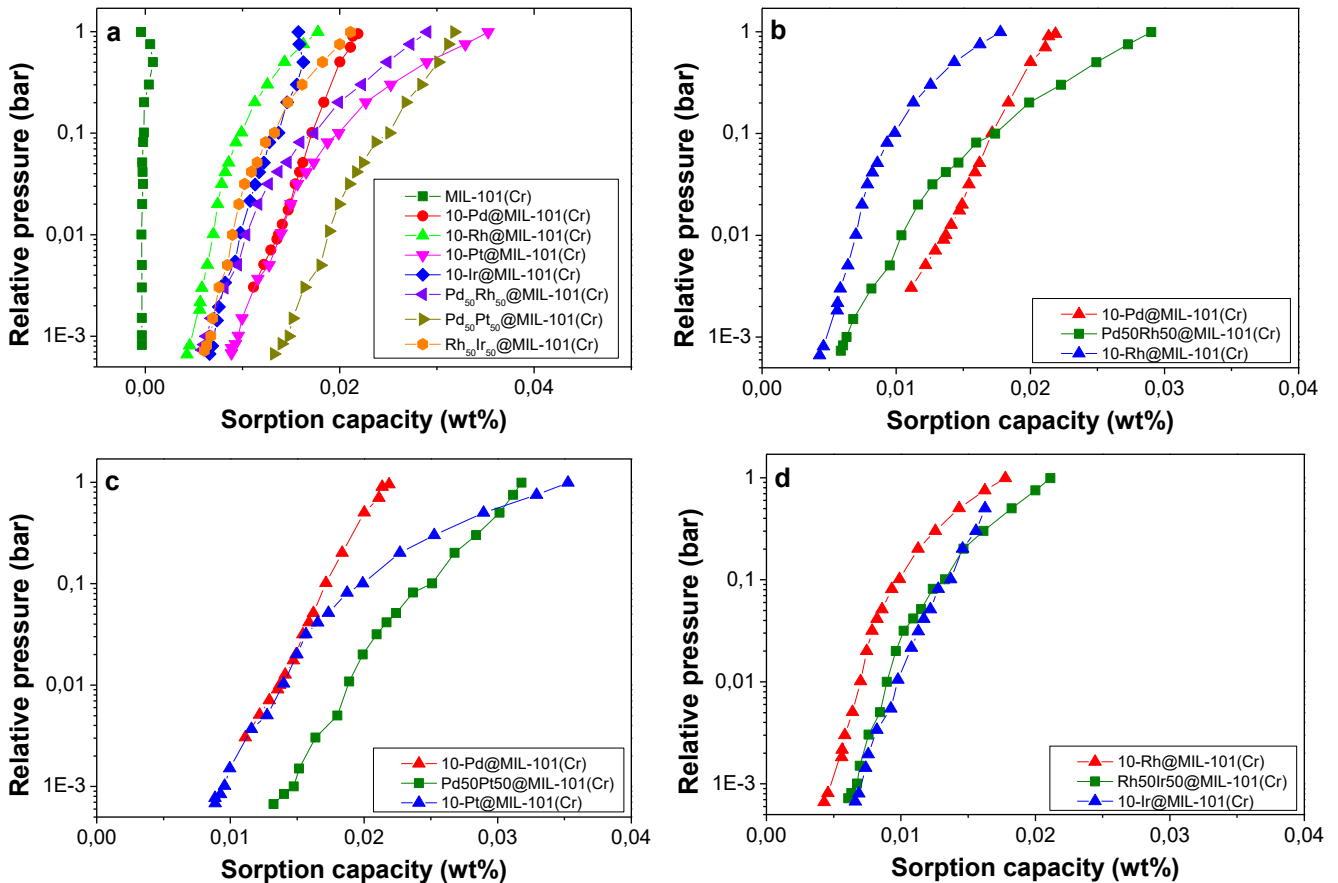 a
Relative pressure (bar)
1
0,1
0,01
1E-3
0,00
0,02
0,04
Sorption capacity (wt%)
MIL-101(Cr)
10-Pd@MIL-101(Cr)
10-Rh@MIL-101(Cr)
10-Pt@MIL-101(Cr)
10-Ir@MIL-101(Cr)
Pd50Rh50@MIL-101(Cr)
Pd50Pt50@MIL-101(Cr)
Rh50Ir50@MIL-101(Cr)
b
Relative pressure (bar)
1
0,1
0,01
1E-3
0,00
0,01
0,02
0,03
0,04
Sorption capacity (wt%)
10-Pd@MIL-101(Cr)
Pd50Rh50@MIL-101(Cr)
10-Rh@MIL-101(Cr)
c
Relative pressure (bar)
1
0,1
0,01
1E-3
0,00
0,01
0,02
0,03
0,04
Sorption capacity (wt%)
10-Pd@MIL-101(Cr)
Pd50Pt50@MIL-101(Cr)
10-Pt@MIL-101(Cr)
d
Relative pressure (bar)
1
0,1
0,01
1E-3
0,00
0,01
0,02
0,03
0,04
Sorption capacity (wt%)
10-Rh@MIL-101(Cr)
Rh50Ir50@MIL-101(Cr)
10-Ir@MIL-101(Cr)